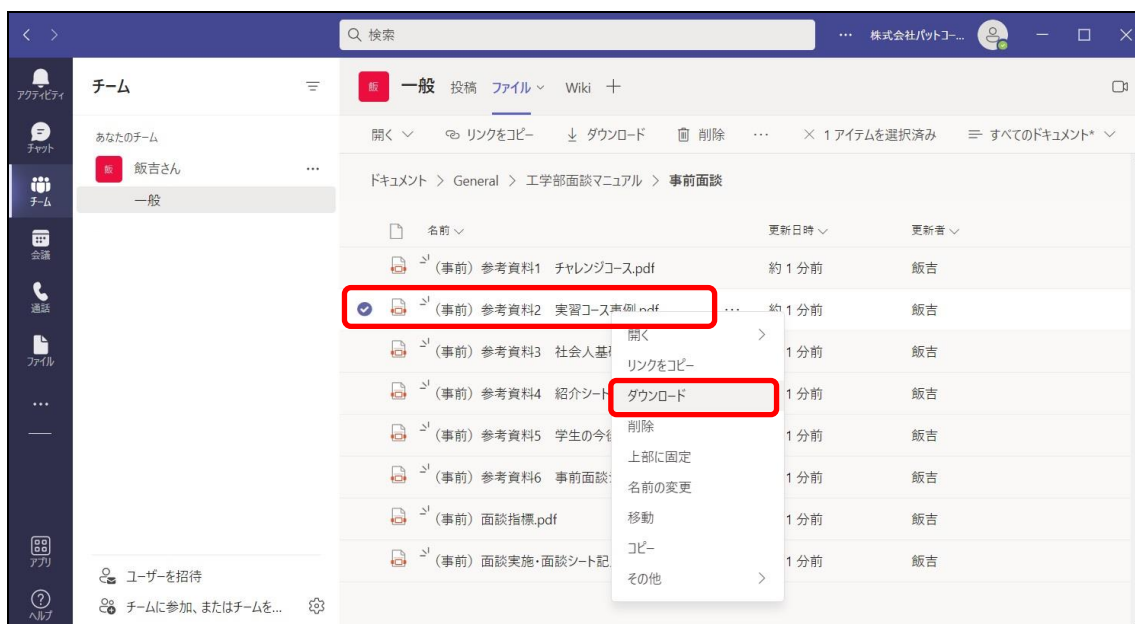 検索
… 株式会社パットコー...
アクティビティ
チャット
チーム
会議
通話
ファイル
…
アプリ
ヘルプ
チーム
あなたのチーム
飯 飯吉さん …
一般
ユーザーを招待
チームに参加、またはチームを...
飯 一般 投稿 ファイル Wiki +
開く リンクをコピー ダウンロード 削除 … × 1 アイテムを選択済み すべてのドキュメント*
ドキュメント > General > 工学部面談マニュアル > 事前面談
名前 更新日時 更新者
(事前) 参考資料1 チャレンジコース.pdf 約 1 分前 飯吉
(事前) 参考資料2 実習コース事例.pdf … 約 1 分前 飯吉
(事前) 参考資料3 社会人基 1 分前 飯吉
(事前) 参考資料4 紹介シート 1 分前 飯吉
(事前) 参考資料5 学生の今 1 分前 飯吉
(事前) 参考資料6 事前面談 1 分前 飯吉
(事前) 面談指標.pdf 1 分前 飯吉
(事前) 面談実施・面談シート記 1 分前 飯吉
開く >
リンクをコピー
ダウンロード
削除
上部に固定
名前の変更
移動
コピー
その他 >